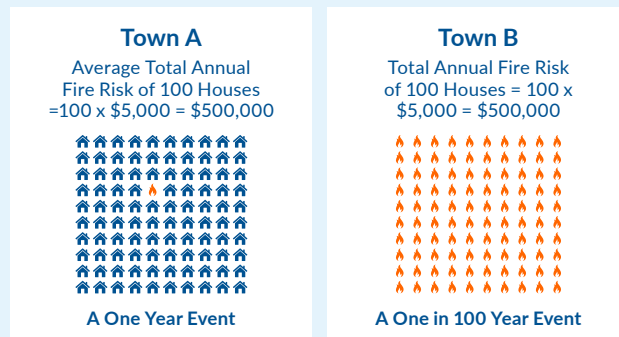 Town A
Average Total Annual
Fire Risk of 100 Houses
=100 x $5,000 = $500,000
A One Year Event
Town B
Total Annual Fire Risk
of 100 Houses = 100 x
$5,000 = $500,000
A One in 100 Year Event